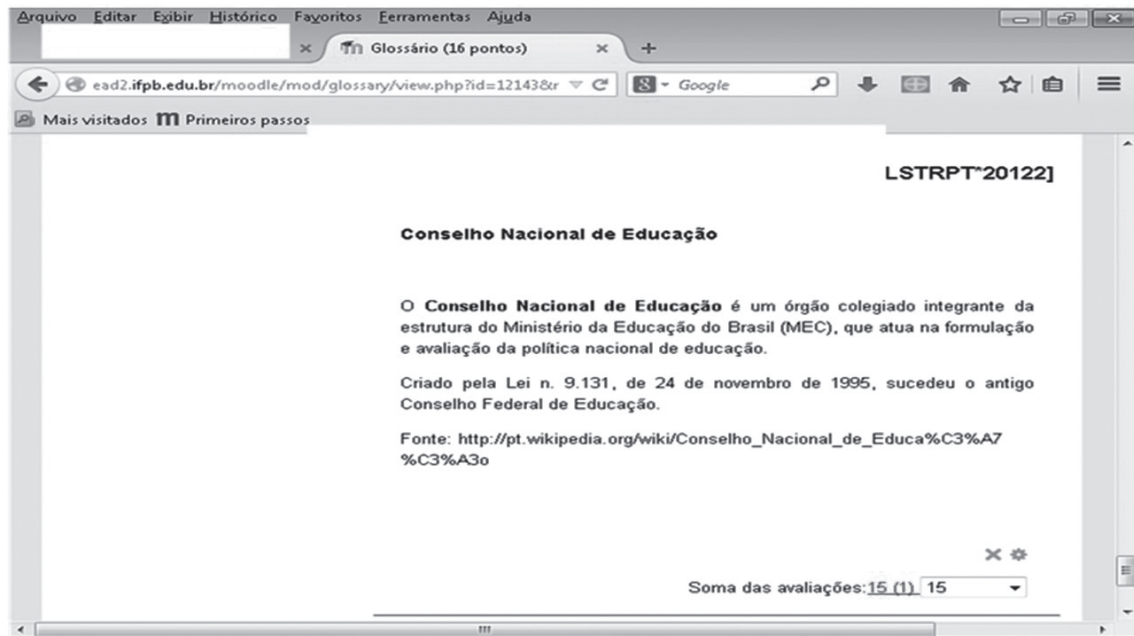 Arquivo Editar Exibir Histórico Favoritos Ferramentas Ajuda
Glossário (16 pontos)
ead2.ifpb.edu.br/moodle/mod/glossary/view.php?id=12143&r
Google
Mais visitados Primeiros passos
LSTRPT*20122]
Conselho Nacional de Educação
O Conselho Nacional de Educação é um órgão colegiado integrante da
estrutura do Ministério da Educação do Brasil (MEC), que atua na formulação
e avaliação da política nacional de educação.
Criado pela Lei n. 9.131, de 24 de novembro de 1995, sucedeu o antigo
Conselho Federal de Educação.
Fonte: http://pt.wikipedia.org/wiki/Conselho_Nacional_de_Educa%C3%A7
%C3%A3o
Soma das avaliações:15 (1) 15